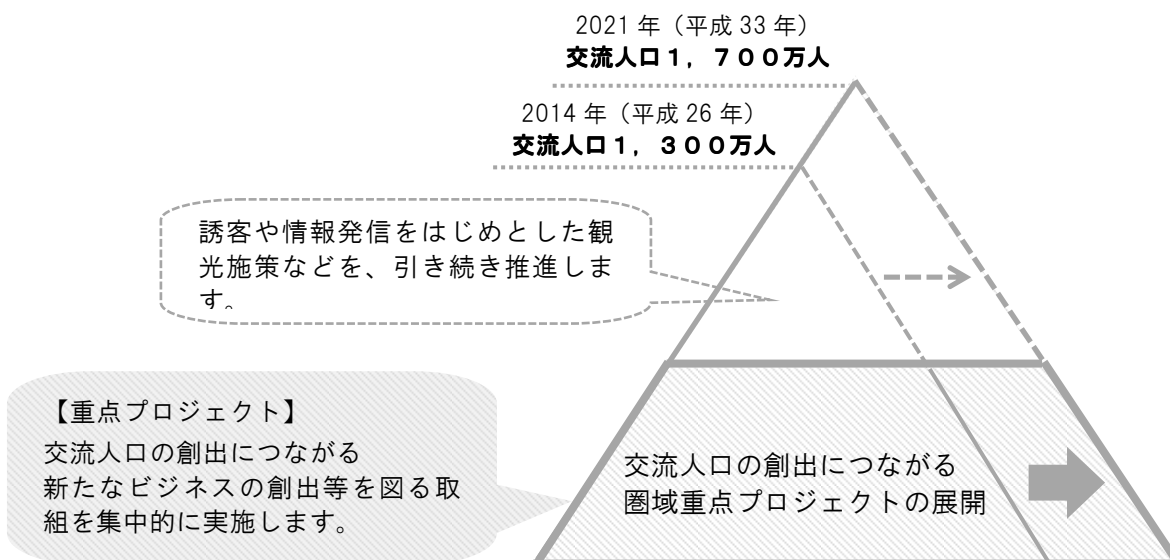 2021 年（平成 33 年）
交流人口１，７００万人
2014 年（平成 26 年）
交流人口１，３００万人
誘客や情報発信をはじめとした観
光施策などを、引き続き推進しま
す。
【重点プロジェクト】
交流人口の創出につながる
新たなビジネスの創出等を図る取
組を集中的に実施します。
交流人口の創出につながる
圏域重点プロジェクトの展開